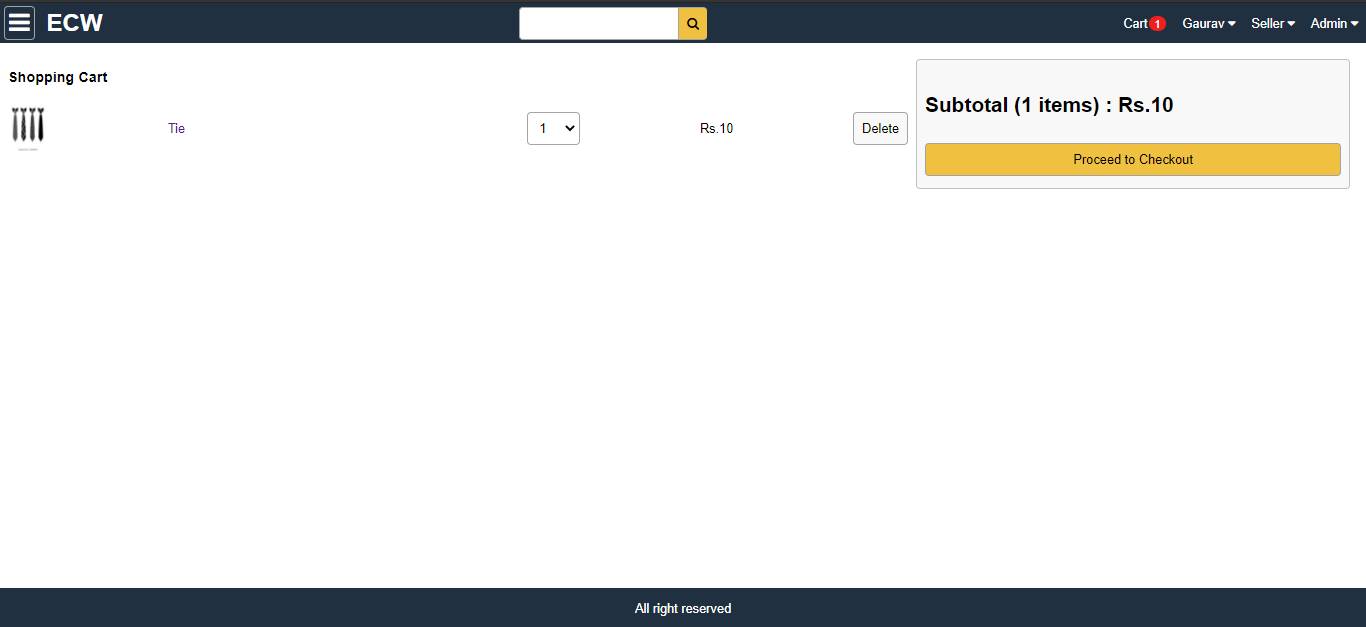 ECW
Cart 1 Gaurav Seller Admin
Shopping Cart
Tie 1 Rs.10 Delete
Subtotal (1 items) : Rs.10
Proceed to Checkout
All right reserved